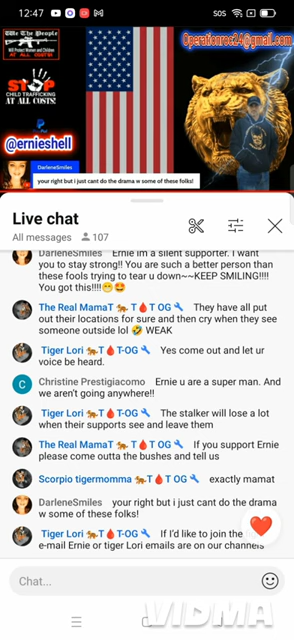 12:47
SOS
We The People
Will Protect Women and Children
AT ALL COSTS!
STOP
CHILD TRAFFICKING
AT ALL COSTS!
@ernieshell
Operationroc24@gmail.com
DarleneSmiles
your right but i just cant do the drama w some of these folks!
Live chat
All messages 107
DarleneSmiles Ernie im a silent supporter. I want
you to stay strong!! You are such a better person than
these fools trying to tear u down~~KEEP SMILING!!!!
You got this!!!!😁🤩
The Real MamaT 🐅 T🩸T OG 🔧 They have all put
out their locations for sure and then cry when they see
someone outside lol 🤣 WEAK
Tiger Lori 🐅T🩸T-OG 🔧 Yes come out and let ur
voice be heard.
C
Christine Prestigiacomo Ernie u are a super man. And
we aren't going anywhere!!
Tiger Lori 🐅T🩸T-OG 🔧 The stalker will lose a lot
when their supports see and leave them
The Real MamaT 🐅 T🩸T OG 🔧 If you support Ernie
please come outta the bushes and tell us
Scorpio tigermomma 🐅T🩸T OG 🔧 exactly mamat
DarleneSmiles your right but i just cant do the drama
w some of these folks!
Tiger Lori 🐅T🩸T-OG 🔧 If I'd like to join the
e-mail Ernie or tiger Lori emails are on our channels
Chat...
VIDMA